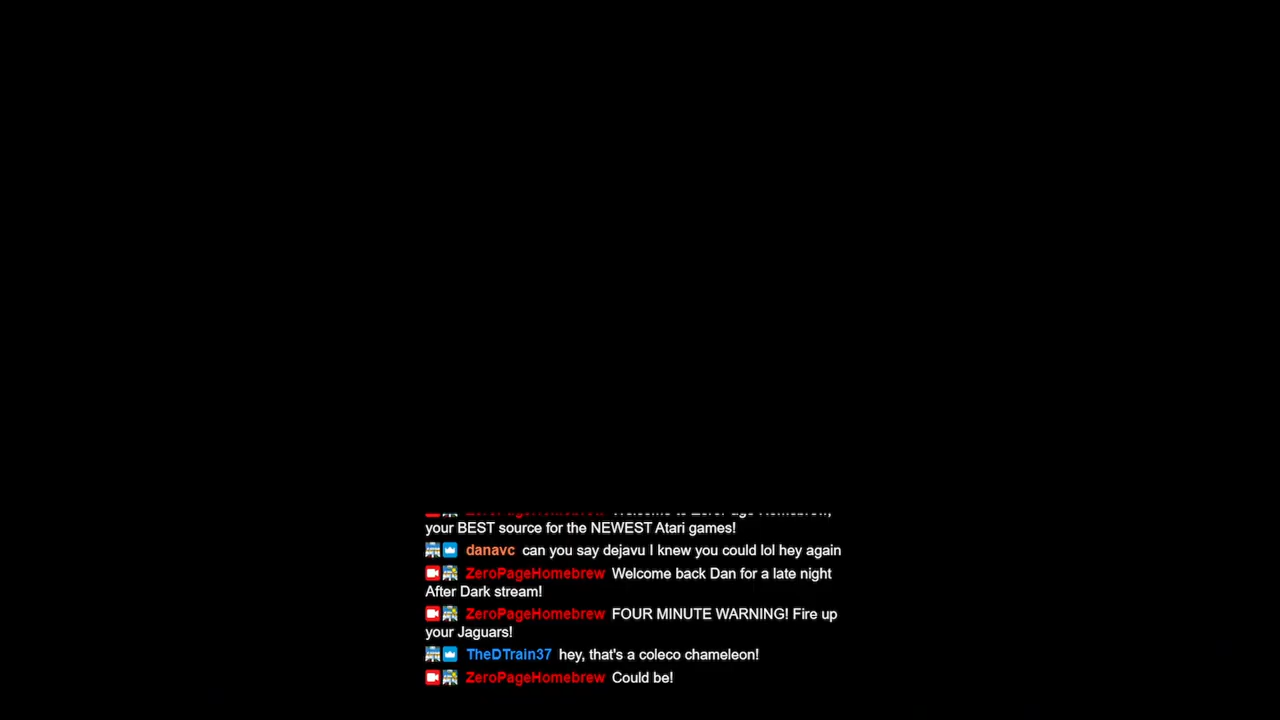 your BEST source for the NEWEST Atari games!
danavc can you say dejavu I knew you could lol hey again
ZeroPageHomebrew Welcome back Dan for a late night
After Dark stream!
ZeroPageHomebrew FOUR MINUTE WARNING! Fire up
your Jaguars!
TheDTrain37 hey, that's a coleco chameleon!
ZeroPageHomebrew Could be!